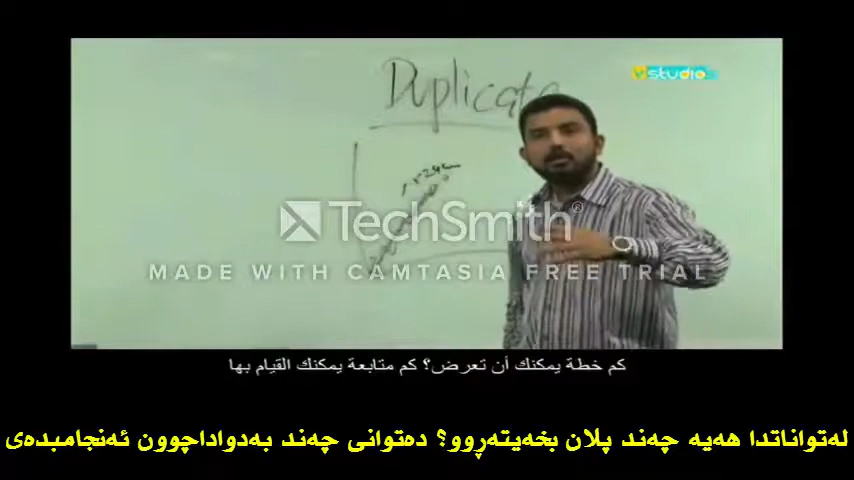 Duplicate
studio
TechSmith®
MADE WITH CAMTASIA FREE TRIAL
كم خطة يمكنك أن تعرض؟ كم متابعة يمكنك القيام بها
لەتواناتدا هەیە چەند پلان بخەیتەڕوو؟ دەتوانی چەند بەدواداچوون ئەنجامبدەی